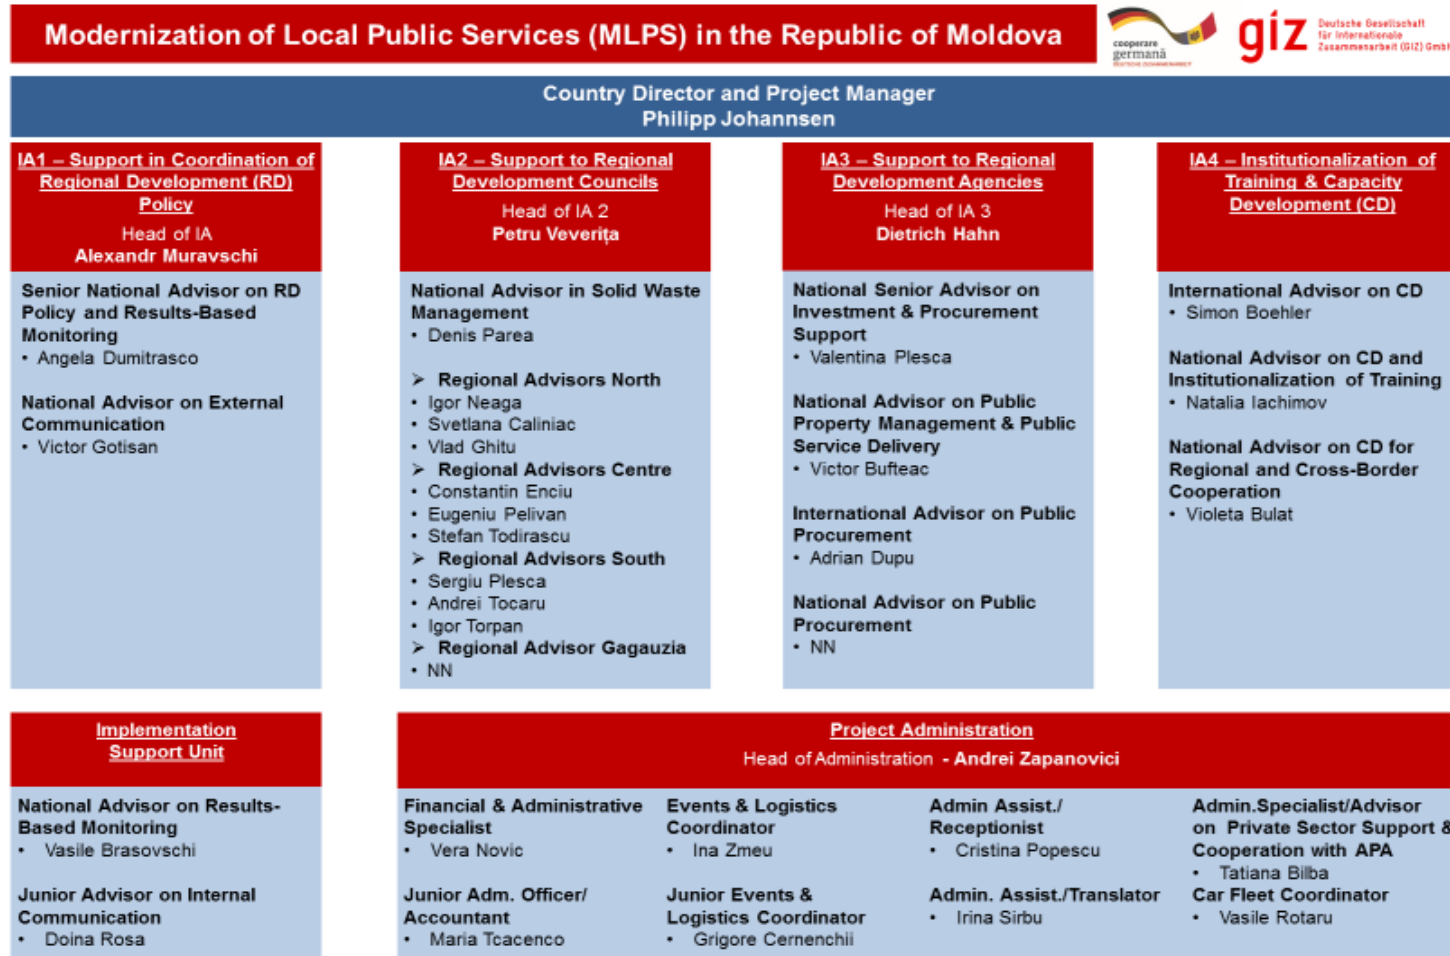 Modernization of Local Public Services (MLPS) in the Republic of Moldova
cooperare
germană
DEUTSCHE ZUSAMMENARBEIT
giz
Deutsche Gesellschaft
für Internationale
Zusammenarbeit (GIZ) GmbH
Country Director and Project Manager
Philipp Johannsen
IA1 – Support in Coordination of
Regional Development (RD)
Policy
Head of IA
Alexandr Muravschi
Senior National Advisor on RD
Policy and Results-Based
Monitoring
• Angela Dumitrasco
National Advisor on External
Communication
• Victor Gotisan
IA2 – Support to Regional
Development Councils
Head of IA 2
Petru Veverița
National Advisor in Solid Waste
Management
• Denis Parea
➢ Regional Advisors North
• Igor Neaga
• Svetlana Caliniac
• Vlad Ghitu
➢ Regional Advisors Centre
• Constantin Enciu
• Eugeniu Pelivan
• Stefan Todirascu
➢ Regional Advisors South
• Sergiu Plesca
• Andrei Tocaru
• Igor Torpan
➢ Regional Advisor Gagauzia
• NN
IA3 – Support to Regional
Development Agencies
Head of IA 3
Dietrich Hahn
National Senior Advisor on
Investment & Procurement
Support
• Valentina Plesca
National Advisor on Public
Property Management & Public
Service Delivery
• Victor Bufteac
International Advisor on Public
Procurement
• Adrian Dupu
National Advisor on Public
Procurement
• NN
IA4 – Institutionalization of
Training & Capacity
Development (CD)
International Advisor on CD
• Simon Boehler
National Advisor on CD and
Institutionalization of Training
• Natalia Iachimov
National Advisor on CD for
Regional and Cross-Border
Cooperation
• Violeta Bulat
Implementation
Support Unit
National Advisor on Results-
Based Monitoring
• Vasile Brasovschi
Junior Advisor on Internal
Communication
• Doina Rosa
Project Administration
Head of Administration - Andrei Zapanovici
Financial & Administrative
Specialist
• Vera Novic
Junior Adm. Officer/
Accountant
• Maria Tcacenco
Events & Logistics
Coordinator
• Ina Zmeu
Junior Events &
Logistics Coordinator
• Grigore Cernenchii
Admin Assist./
Receptionist
• Cristina Popescu
Admin. Assist./Translator
• Irina Sirbu
Admin.Specialist/Advisor
on Private Sector Support &
Cooperation with APA
• Tatiana Bilba
Car Fleet Coordinator
• Vasile Rotaru